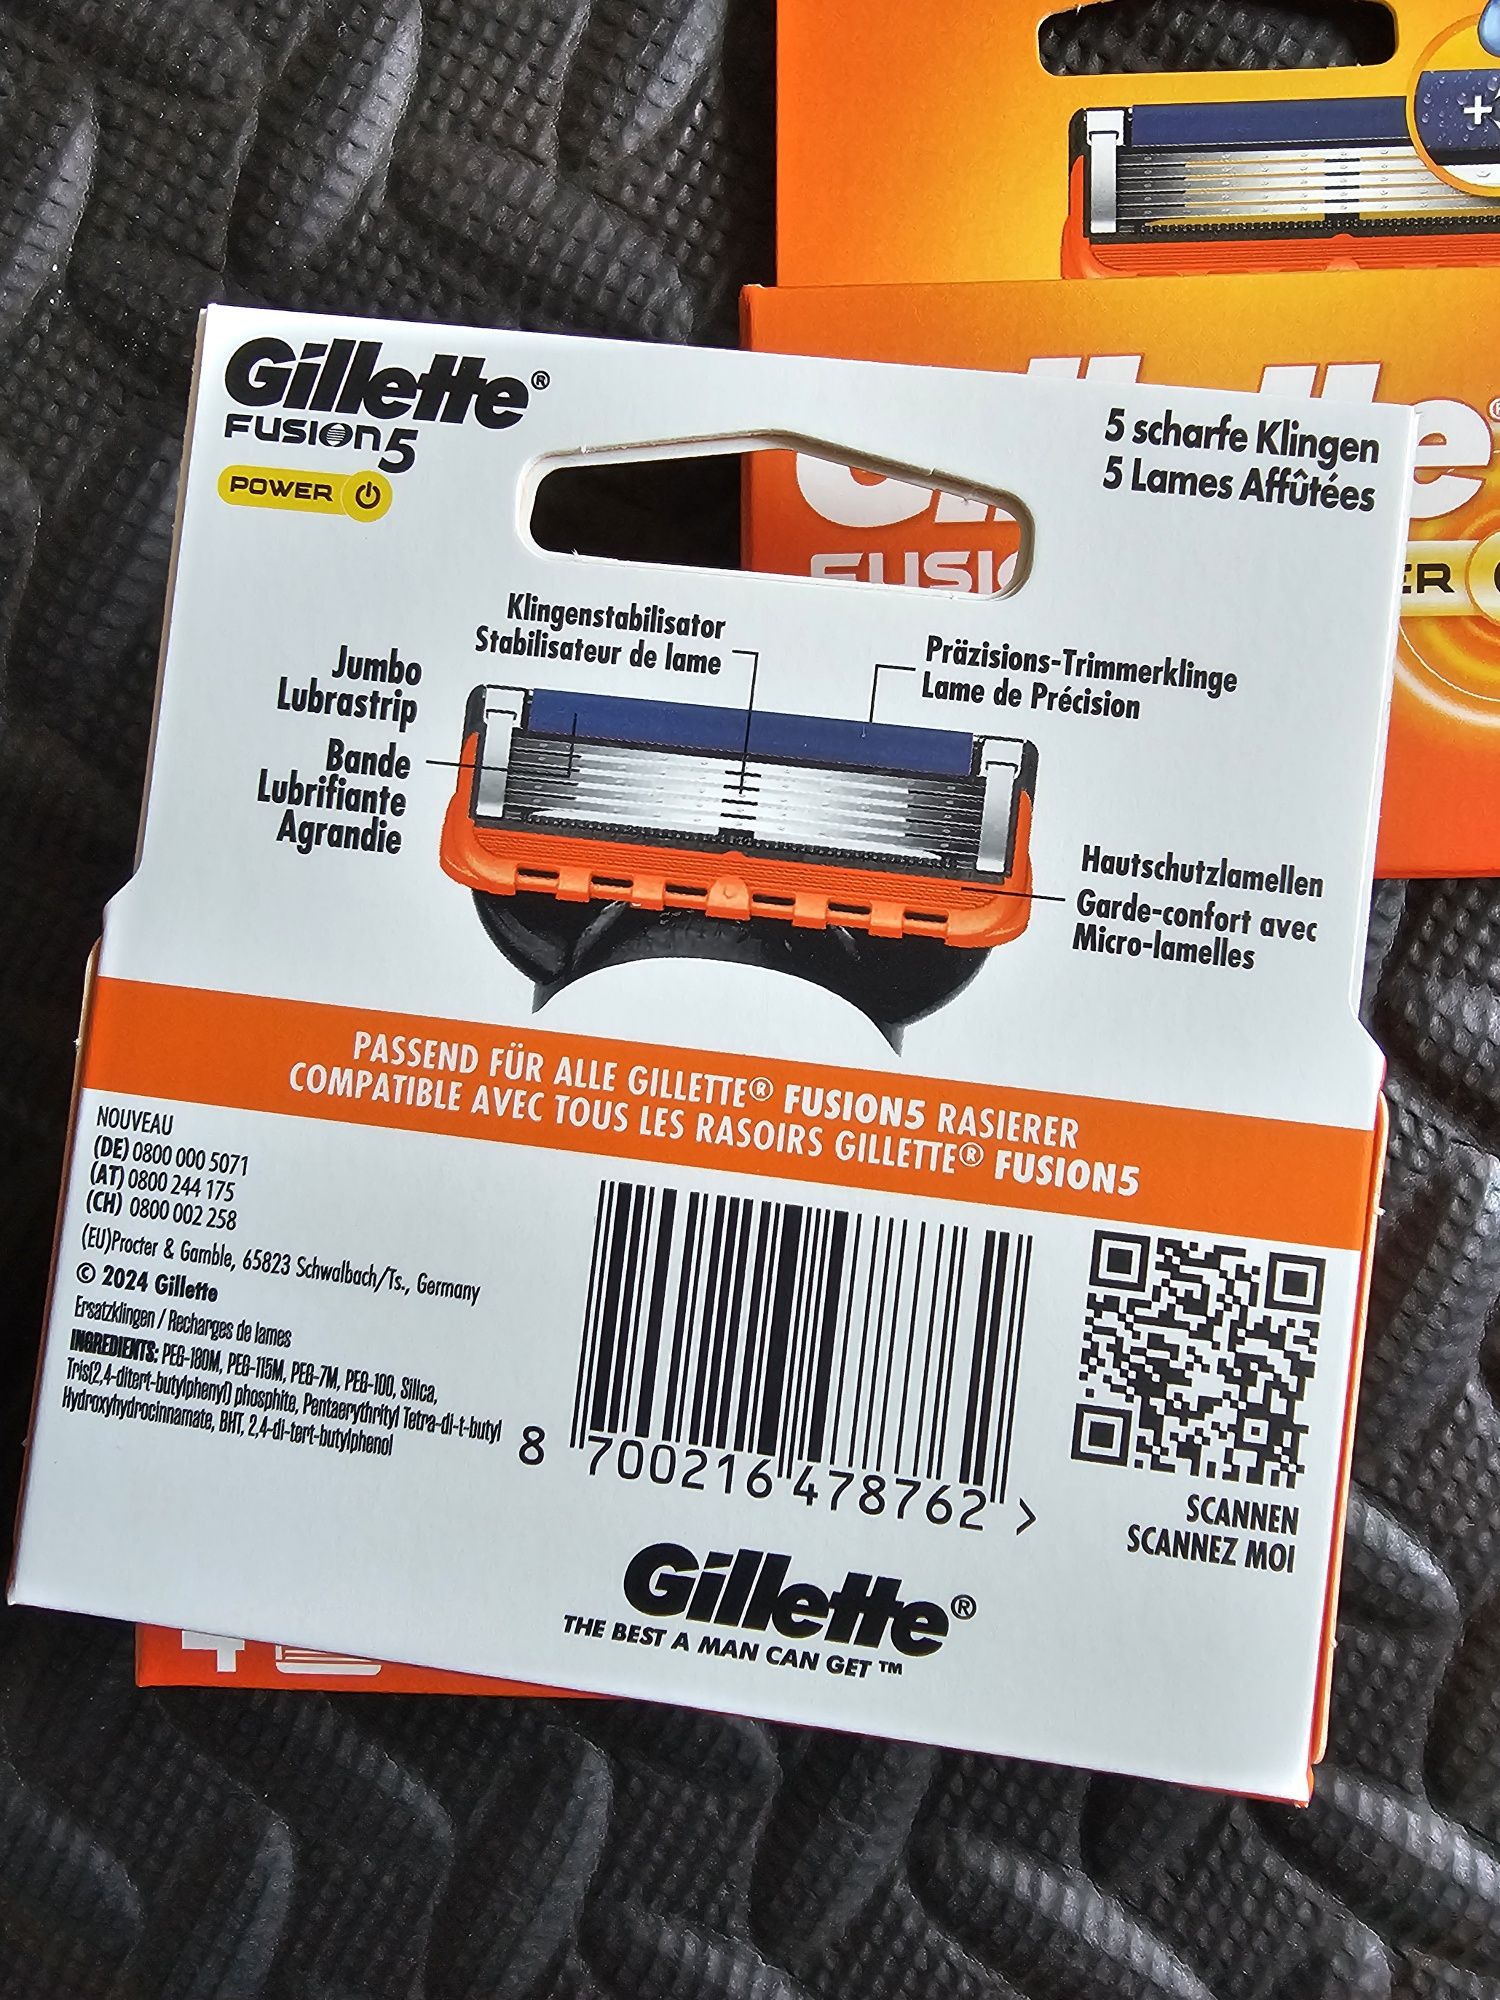 Gillette®
FUSION5
POWER
5 scharfe Klingen
5 Lames Affûtées
Klingenstabilisator
Stabilisateur de lame
Präzisions-Trimmerklinge
Lame de Précision
Jumbo
Lubrastrip
Bande
Lubrifiante
Agrandie
Hautschutzlamellen
Garde-confort avec
Micro-lamelles
PASSEND FÜR ALLE GILLETTE® FUSION5 RASIERER
COMPATIBLE AVEC TOUS LES RASOIRS GILLETTE® FUSION5
NOUVEAU
(DE) 0800 000 5071
(AT) 0800 244 175
(CH) 0800 002 258
(EU)Procter & Gamble, 65823 Schwalbach/Ts., Germany
© 2024 Gillette
Ersatzklingen / Recharges de lames
INGREDIENTS: PEG-180M, PEG-115M, PEG-7M, PEG-100, Silica,
Tris(2,4-ditert-butylphenyl) phosphite, Pentaerythrityl Tetra-di-t-butyl
Hydroxyhydrocinnamate, BHT, 2,4-di-tert-butylphenol
8 700216 478762 >
SCANNEN
SCANNEZ MOI
Gillette®
THE BEST A MAN CAN GET™
4